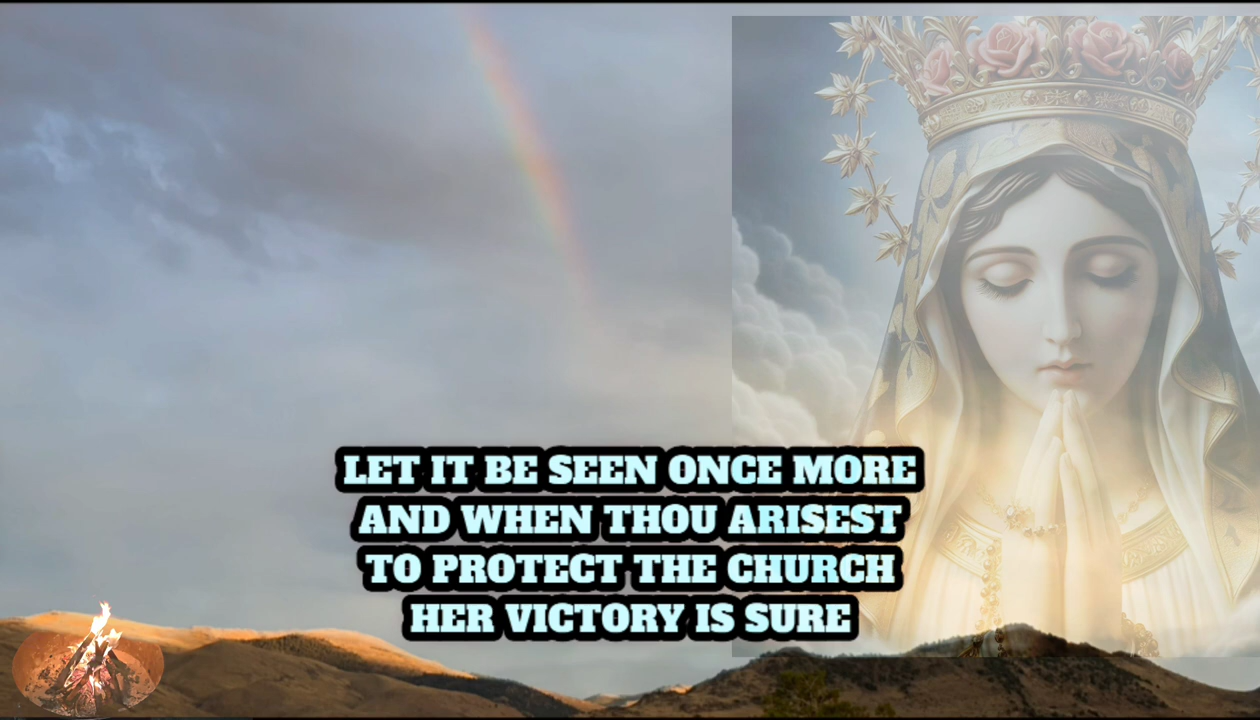 LET IT BE SEEN ONCE MORE
AND WHEN THOU ARISEST
TO PROTECT THE CHURCH
HER VICTORY IS SURE